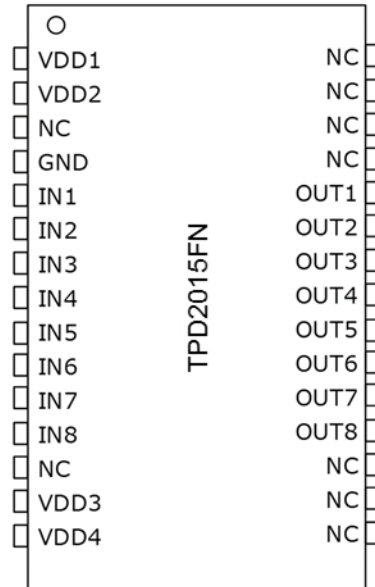 VDD1 NC
VDD2 NC
NC NC
GND NC
IN1 OUT1
IN2 OUT2
IN3 OUT3
IN4 OUT4
IN5 OUT5
IN6 OUT6
IN7 OUT7
IN8 OUT8
NC NC
VDD3 NC
VDD4 NC
TPD2015FN